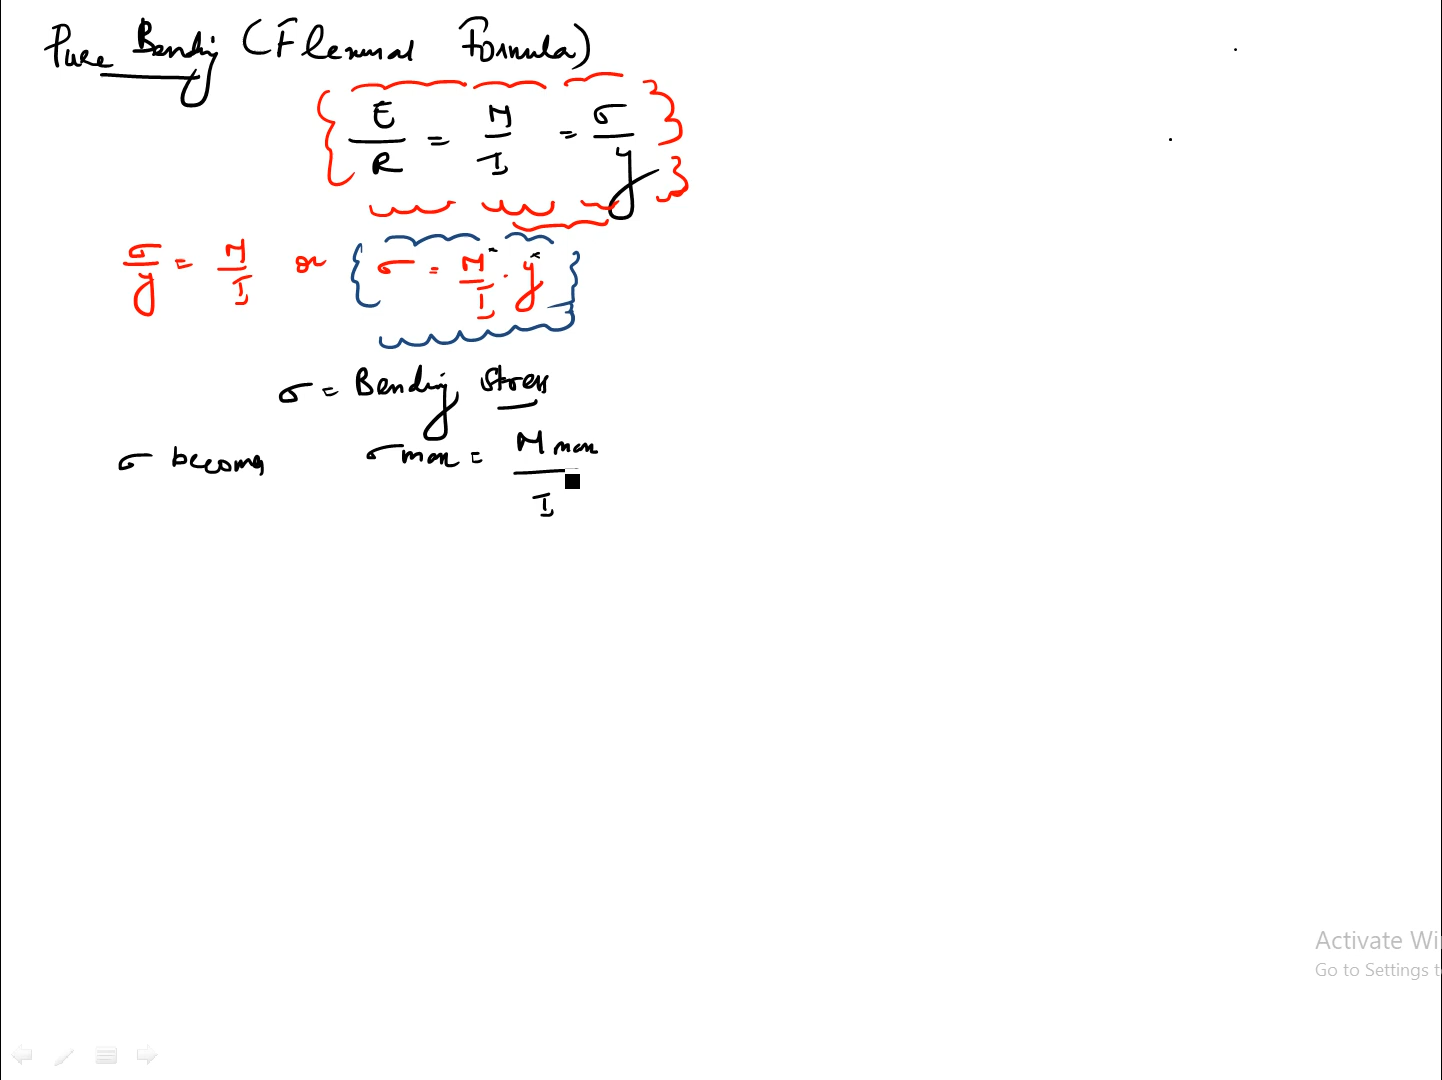 Pure Bending (Flexural Formula)
E/R = M/I = σ/y
σ/y = M/I or { σ = M/I · y }
σ = Bending Stress
σ becomes σmax = Mmax/I
Activate Wi
Go to Settings t